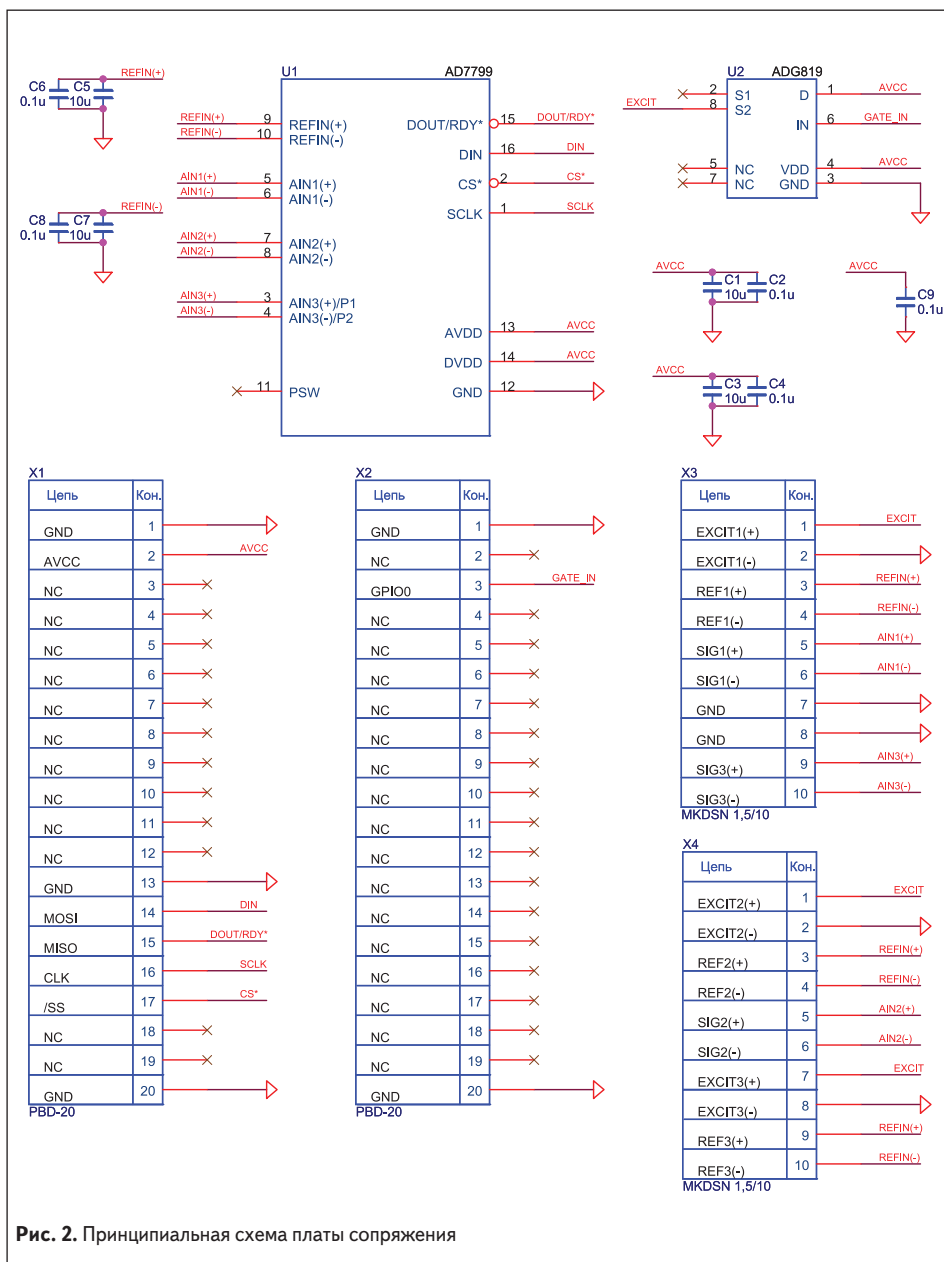 REFIN(+)
C6 C5
0.1u 10u
REFIN(-)
C8 C7
0.1u 10u
U1 AD7799
REFIN(+) 9 REFIN(+)
REFIN(-) 10 REFIN(-)
AIN1(+) 5 AIN1(+)
AIN1(-) 6 AIN1(-)
AIN2(+) 7 AIN2(+)
AIN2(-) 8 AIN2(-)
AIN3(+) 3 AIN3(+)/P1
AIN3(-) 4 AIN3(-)/P2
11 PSW
DOUT/RDY* 15 DOUT/RDY*
DIN 16 DIN
CS* 2 CS*
SCLK 1 SCLK
AVDD 13 AVCC
DVDD 14 AVCC
GND 12
U2 ADG819
2 S1 D 1 AVCC
EXCIT 8 S2
IN 6 GATE_IN
5 NC VDD 4 AVCC
7 NC GND 3
AVCC
C1 C2
10u 0.1u
AVCC
C9
0.1u
AVCC
C3 C4
10u 0.1u
X1
Цепь Кон.
GND 1
AVCC 2 AVCC
NC 3
NC 4
NC 5
NC 6
NC 7
NC 8
NC 9
NC 10
NC 11
NC 12
GND 13
MOSI 14 DIN
MISO 15 DOUT/RDY*
CLK 16 SCLK
/SS 17 CS*
NC 18
NC 19
GND 20
PBD-20
X2
Цепь Кон.
GND 1
NC 2
GPIO0 3 GATE_IN
NC 4
NC 5
NC 6
NC 7
NC 8
NC 9
NC 10
NC 11
NC 12
NC 13
NC 14
NC 15
NC 16
NC 17
NC 18
NC 19
GND 20
PBD-20
X3
Цепь Кон.
EXCIT1(+) 1 EXCIT
EXCIT1(-) 2
REF1(+) 3 REFIN(+)
REF1(-) 4 REFIN(-)
SIG1(+) 5 AIN1(+)
SIG1(-) 6 AIN1(-)
GND 7
GND 8
SIG3(+) 9 AIN3(+)
SIG3(-) 10 AIN3(-)
MKDSN 1,5/10
X4
Цепь Кон.
EXCIT2(+) 1 EXCIT
EXCIT2(-) 2
REF2(+) 3 REFIN(+)
REF2(-) 4 REFIN(-)
SIG2(+) 5 AIN2(+)
SIG2(-) 6 AIN2(-)
EXCIT3(+) 7 EXCIT
EXCIT3(-) 8
REF3(+) 9 REFIN(+)
REF3(-) 10 REFIN(-)
MKDSN 1,5/10
Рис. 2. Принципиальная схема платы сопряжения